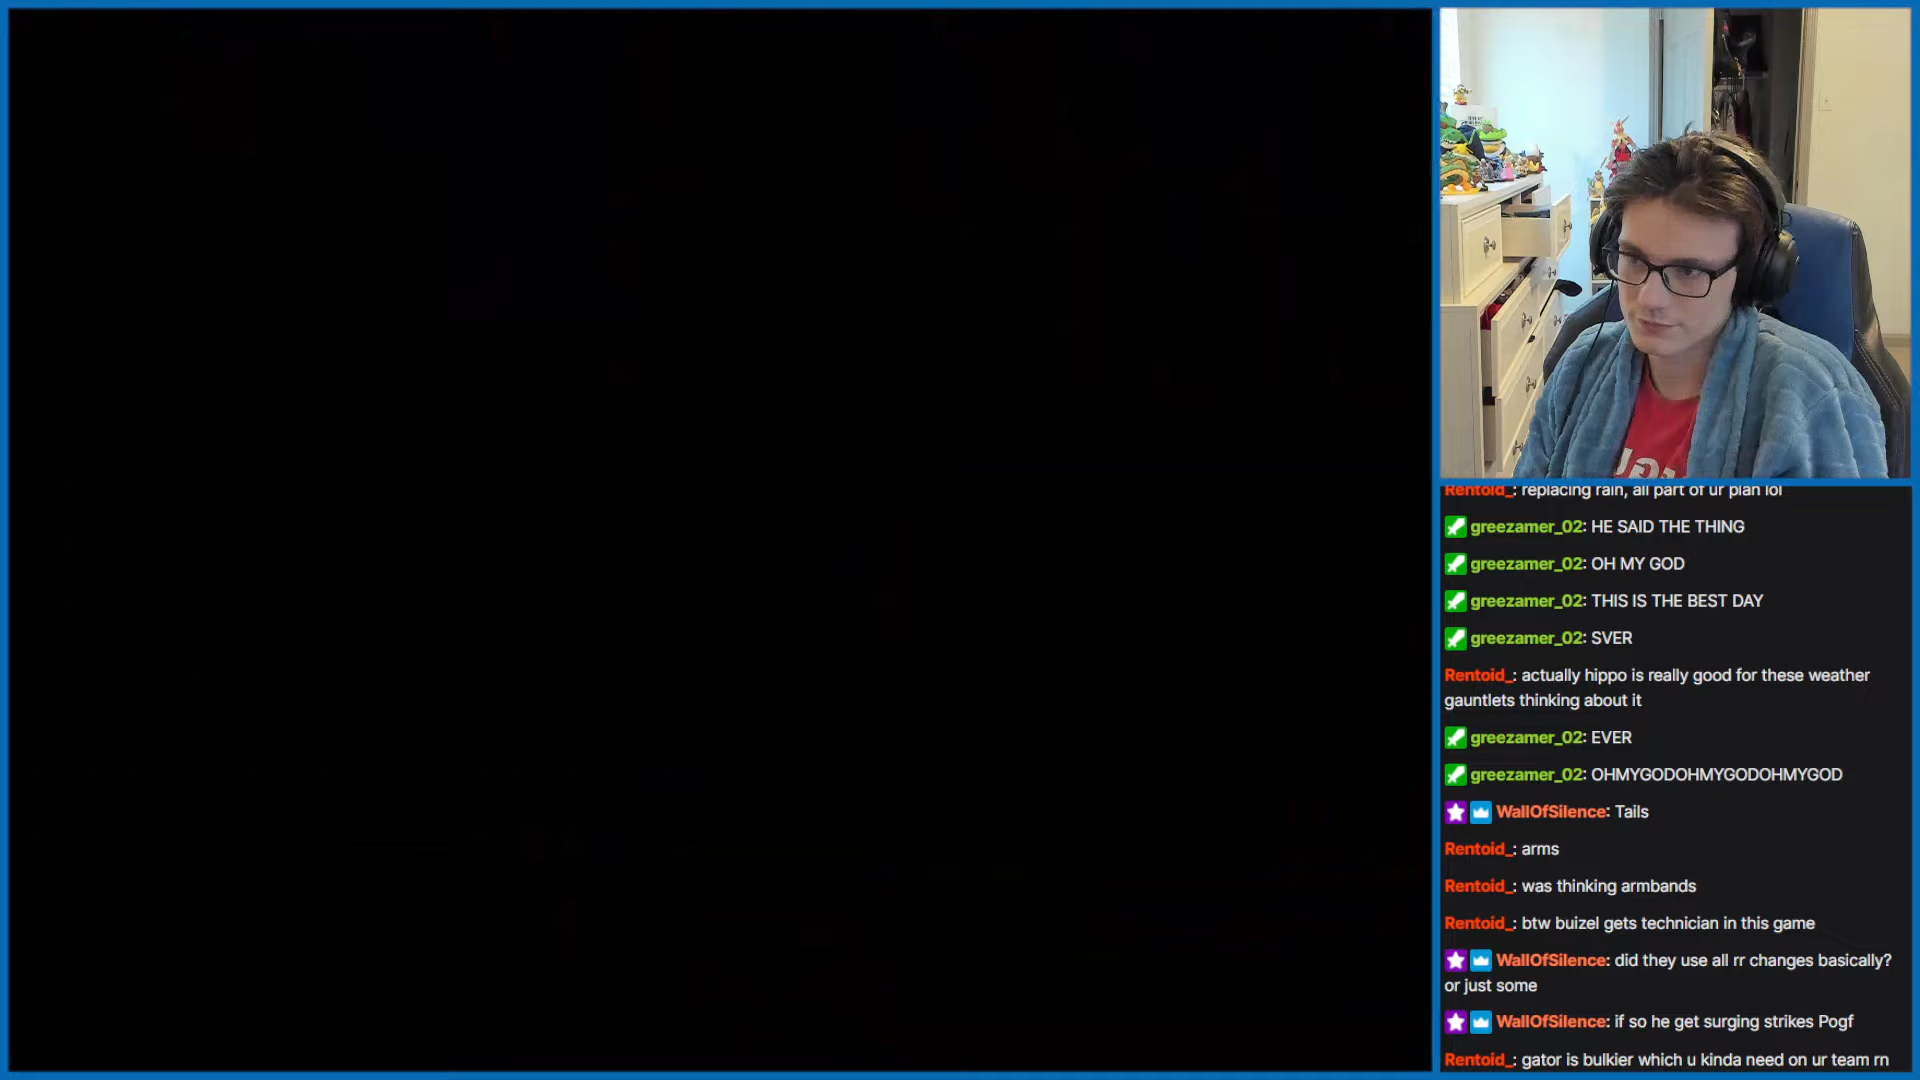 Rentoid_: replacing rain, all part of ur plan lol
greezamer_02: HE SAID THE THING
greezamer_02: OH MY GOD
greezamer_02: THIS IS THE BEST DAY
greezamer_02: SVER
Rentoid_: actually hippo is really good for these weather
gauntlets thinking about it
greezamer_02: EVER
greezamer_02: OHMYGODOHMYGODOHMYGOD
WallOfSilence: Tails
Rentoid_: arms
Rentoid_: was thinking armbands
Rentoid_: btw buizel gets technician in this game
WallOfSilence: did they use all rr changes basically?
or just some
WallOfSilence: if so he get surging strikes Pogf
Rentoid_: gator is bulkier which u kinda need on ur team rn